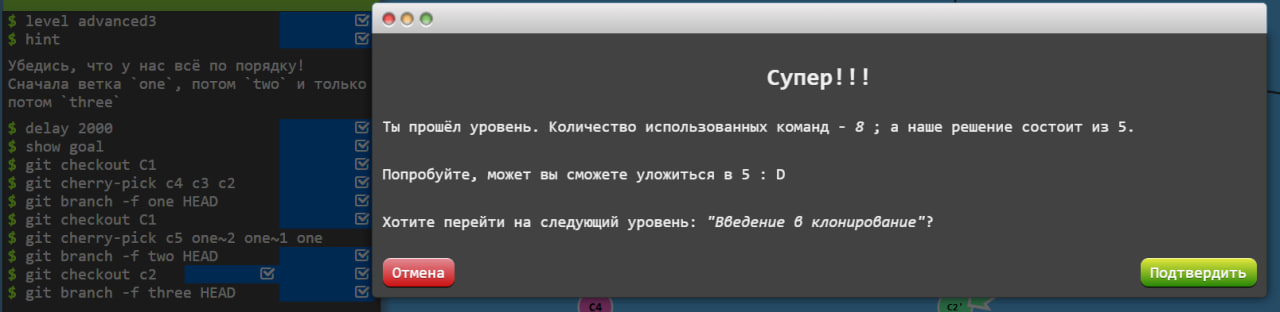 $ level advanced3
$ hint
Убедись, что у нас всё по порядку!
Сначала ветка `one`, потом `two` и только
потом `three`
$ delay 2000
$ show goal
$ git checkout C1
$ git cherry-pick c4 c3 c2
$ git branch -f one HEAD
$ git checkout C1
$ git cherry-pick c5 one~2 one~1 one
$ git branch -f two HEAD
$ git checkout c2
$ git branch -f three HEAD
Супер!!!
Ты прошёл уровень. Количество использованных команд - 8 ; а наше решение состоит из 5.
Попробуйте, может вы сможете уложиться в 5 : D
Хотите перейти на следующий уровень: "Введение в клонирование"?
Отмена
Подтвердить
C4
C2'